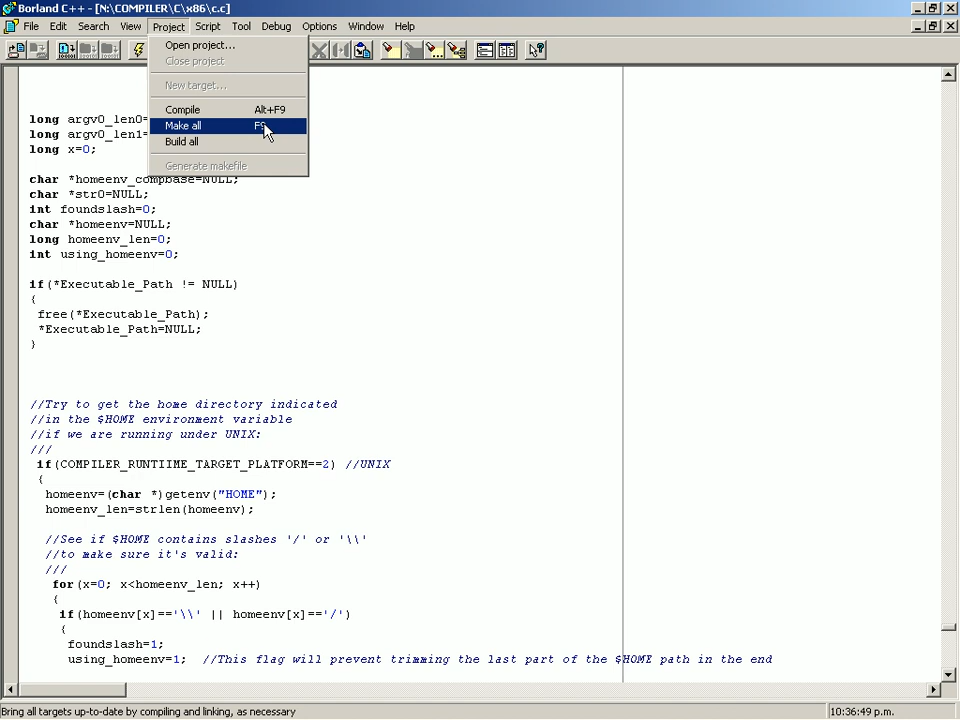 Borland C++ - [N:\COMPILER\C\x86\c.c]
File Edit Search View Project Script Tool Debug Options Window Help
Open project...
Close project
New target...
Compile Alt+F9
Make all F9
Build all
Generate makefile
long argv0_len0=
long argv0_len1=
long x=0;
char *homeenv_compbase=NULL;
char *str0=NULL;
int foundslash=0;
char *homeenv=NULL;
long homeenv_len=0;
int using_homeenv=0;
if(*Executable_Path != NULL)
{
free(*Executable_Path);
*Executable_Path=NULL;
}
//Try to get the home directory indicated
//in the $HOME environment variable
//if we are running under UNIX:
///
if(COMPILER_RUNTIIME_TARGET_PLATFORM==2) //UNIX
{
homeenv=(char *)getenv("HOME");
homeenv_len=strlen(homeenv);
//See if $HOME contains slashes '/' or '\\'
//to make sure it's valid:
///
for(x=0; x<homeenv_len; x++)
{
if(homeenv[x]=='\\' || homeenv[x]=='/')
{
foundslash=1;
using_homeenv=1; //This flag will prevent trimming the last part of the $HOME path in the end
Bring all targets up-to-date by compiling and linking, as necessary
10:36:49 p.m.